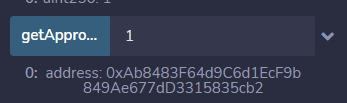 0: uint256: 1
getAppro... 1
0: address: 0xAb8483F64d9C6d1EcF9b
849Ae677dD3315835cb2